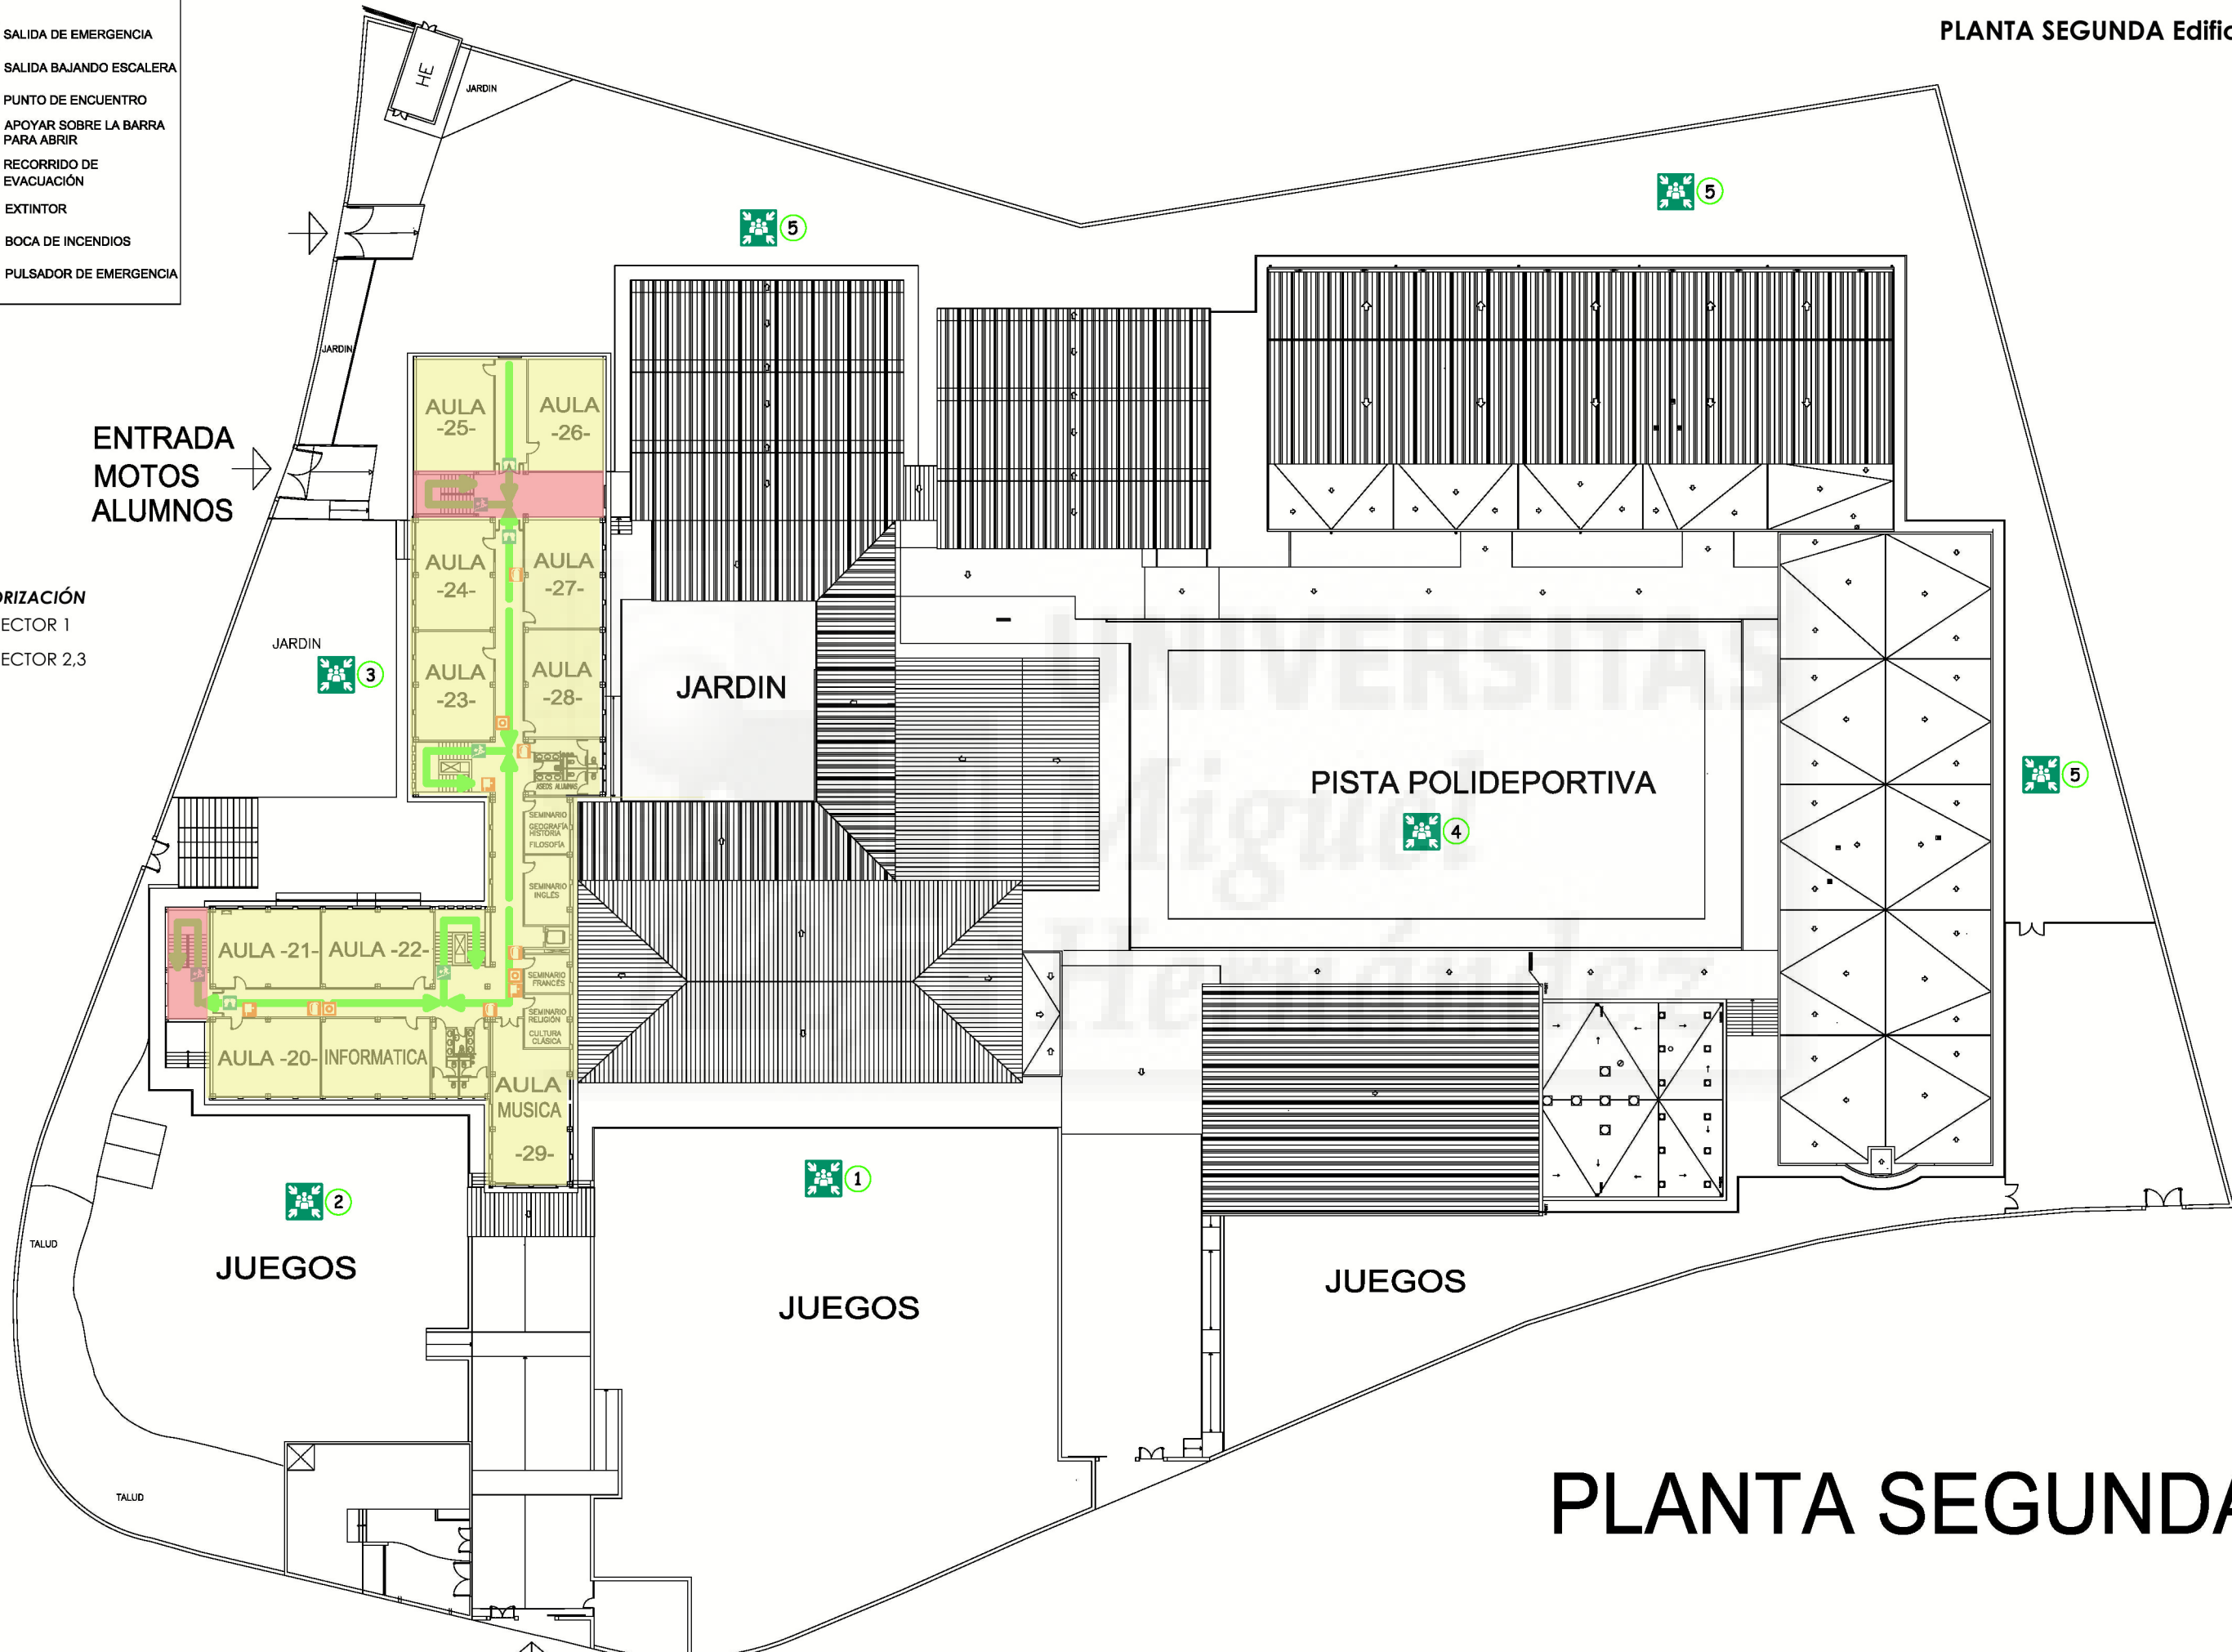 SALIDA DE EMERGENCIA
SALIDA BAJANDO ESCALERA
PUNTO DE ENCUENTRO
APOYAR SOBRE LA BARRA
PARA ABRIR
RECORRIDO DE
EVACUACIÓN
EXTINTOR
BOCA DE INCENDIOS
PULSADOR DE EMERGENCIA
PLANTA SEGUNDA Edific
HE
JARDIN
5
5
JARDIN
ENTRADA
MOTOS
ALUMNOS
AULA
-25-
AULA
-26-
AULA
-24-
AULA
-27-
ORIZACIÓN
ECTOR 1
ECTOR 2,3
JARDIN
3
AULA
-23-
AULA
-28-
JARDIN
UNIVERSITAS
Miguel
Hernández
PISTA POLIDEPORTIVA
4
5
ASEOS ALUMNAS
SEMINARIO
GEOGRAFÍA
HISTORIA
FILOSOFÍA
SEMINARIO
INGLÉS
AULA -21-
AULA -22-
SEMINARIO
FRANCÉS
SEMINARIO
RELIGIÓN
CULTURA
CLÁSICA
AULA -20-
INFORMATICA
AULA
MUSICA
-29-
2
1
TALUD
JUEGOS
JUEGOS
JUEGOS
TALUD
PLANTA SEGUNDA